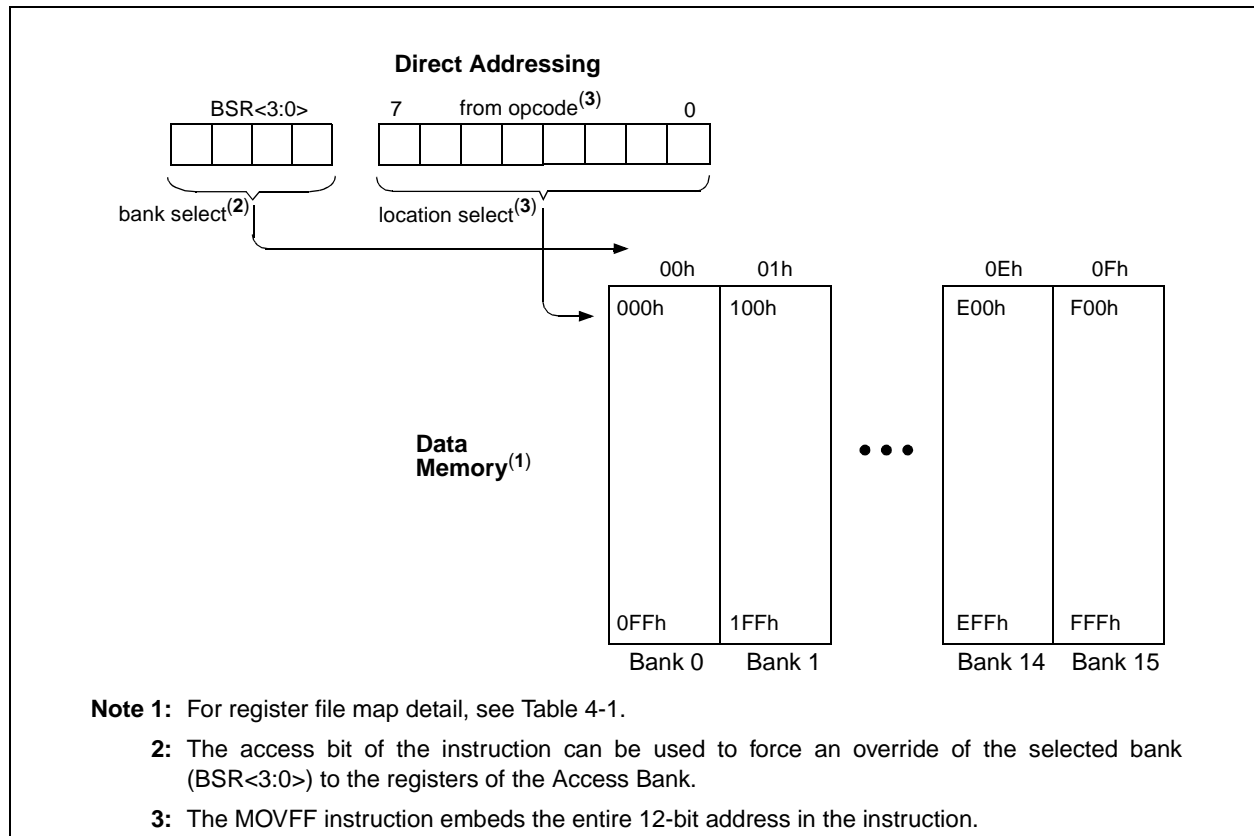 Direct Addressing
BSR<3:0>
7 from opcode(3) 0
bank select(2)
location select(3)
00h 01h 0Eh 0Fh
000h 100h E00h F00h
Data
Memory(1)
0FFh 1FFh EFFh FFFh
Bank 0 Bank 1 Bank 14 Bank 15
Note 1: For register file map detail, see Table 4-1.
2: The access bit of the instruction can be used to force an override of the selected bank
(BSR<3:0>) to the registers of the Access Bank.
3: The MOVFF instruction embeds the entire 12-bit address in the instruction.